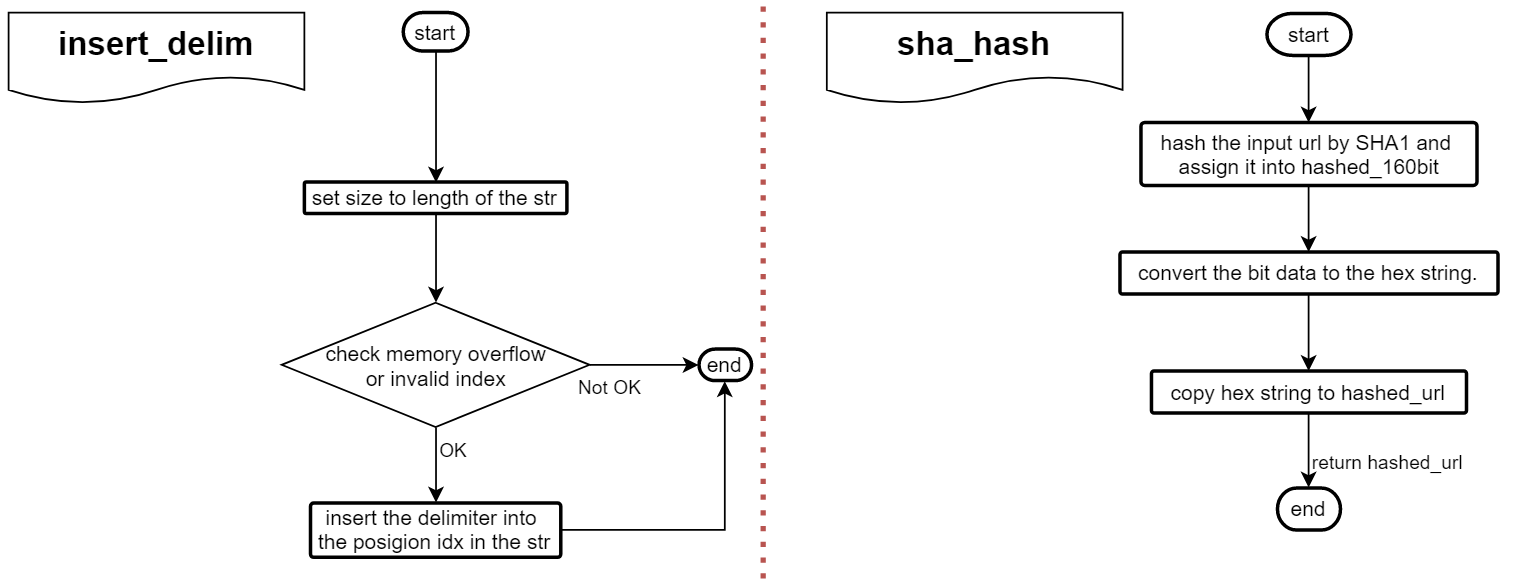 insert_delim
start
set size to length of the str
check memory overflow
or invalid index
Not OK
end
OK
insert the delimiter into
the posigion idx in the str
sha_hash
start
hash the input url by SHA1 and
assign it into hashed_160bit
convert the bit data to the hex string.
copy hex string to hashed_url
return hashed_url
end